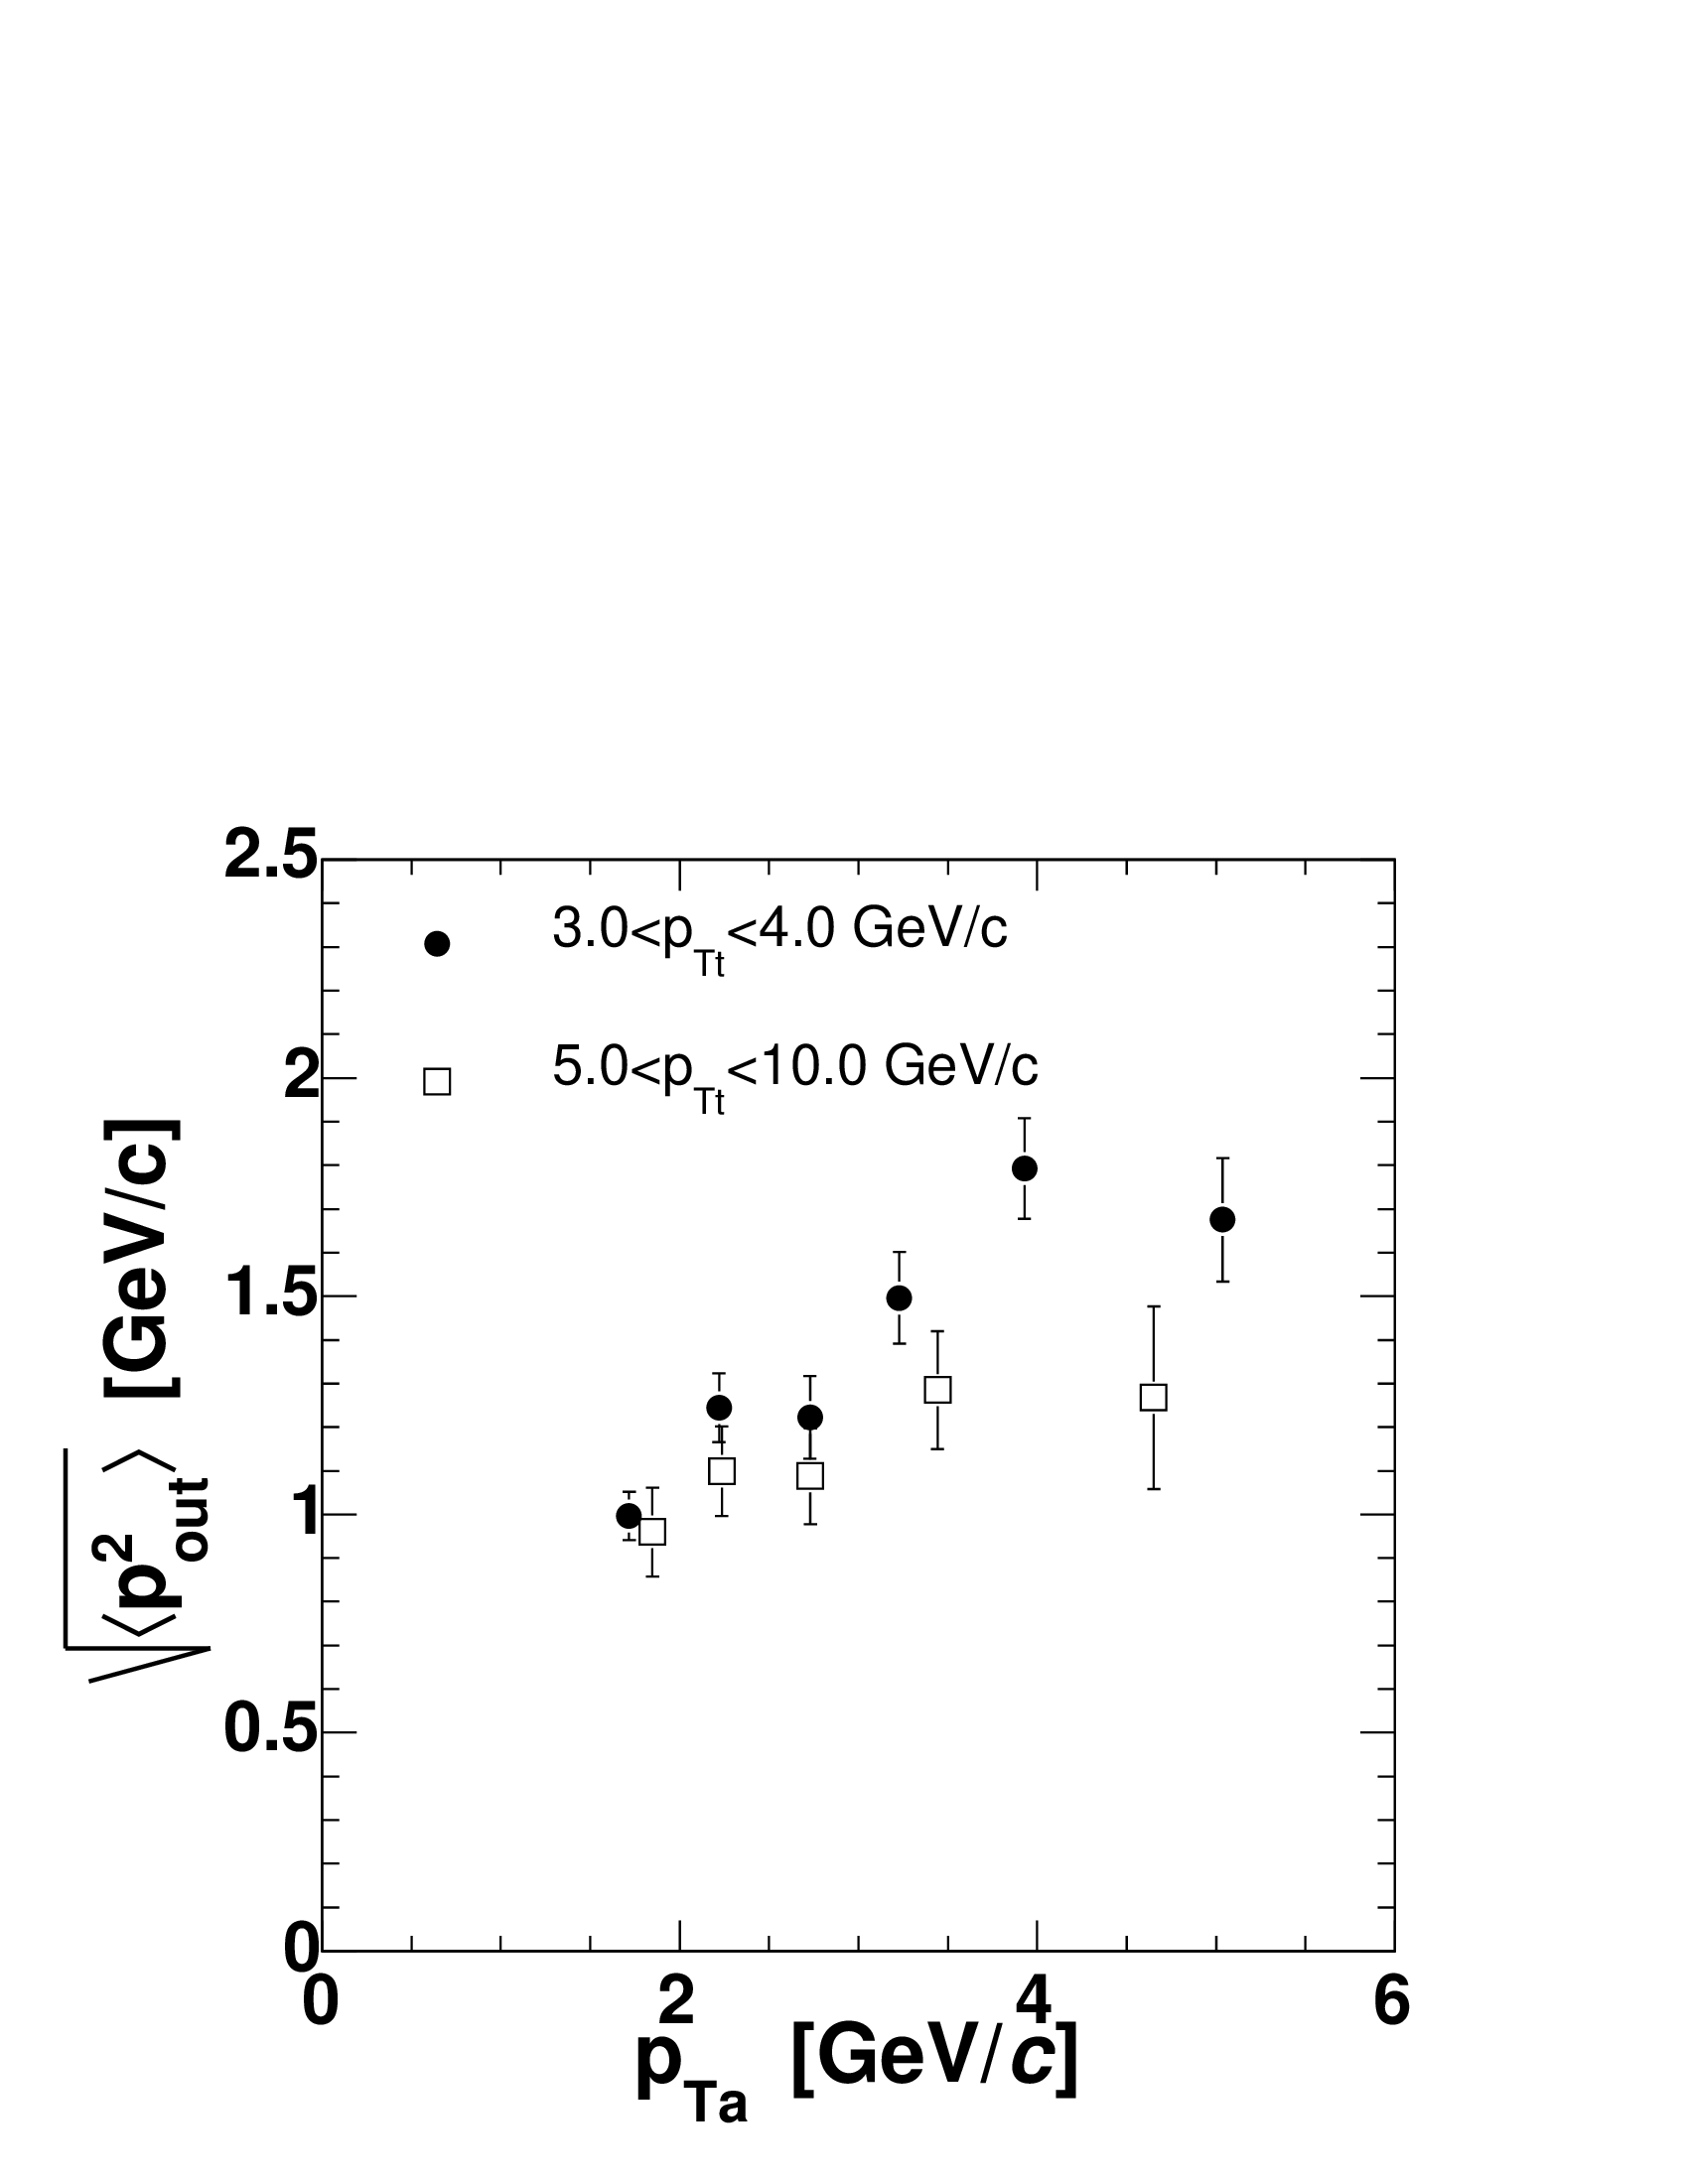 2.5
3.0<p_Tt<4.0 GeV/c
2
5.0<p_Tt<10.0 GeV/c
1.5
1
0.5
0
√⟨p²_out⟩ [GeV/c]
0 2 4 6
p_Ta [GeV/c]